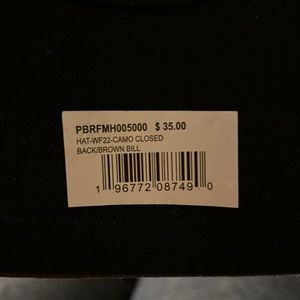 PBRFMH005000 $ 35.00
HAT-WF22-CAMO CLOSED
BACK/BROWN BILL
1 96772 08749 0